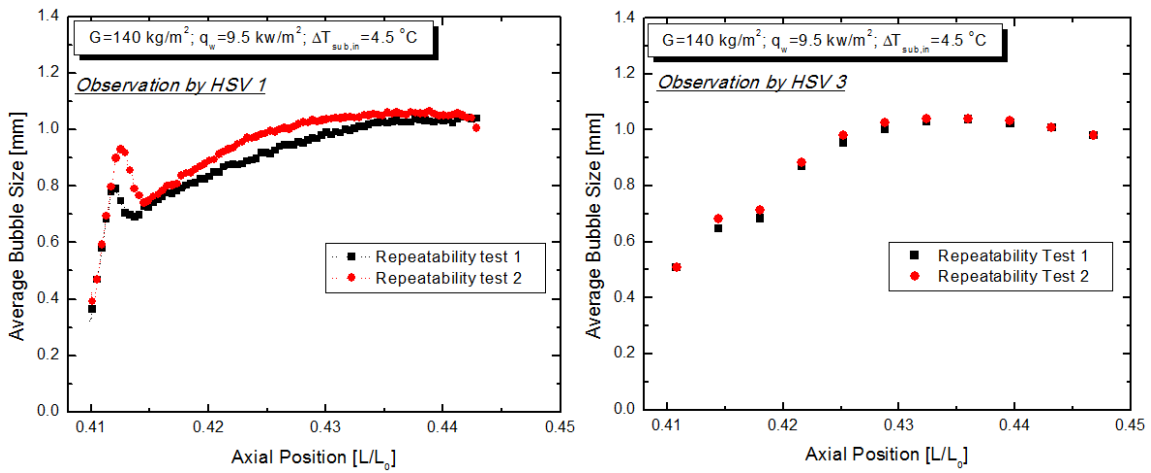 G=140 kg/m²; q_w=9.5 kw/m²; ΔT_sub,in=4.5 °C
Observation by HSV 1
1.4
1.2
1.0
0.8
0.6
0.4
0.2
0.0
Average Bubble Size [mm]
Repeatability test 1
Repeatability test 2
0.41 0.42 0.43 0.44 0.45
Axial Position [L/L₀]
G=140 kg/m²; q_w=9.5 kw/m²; ΔT_sub,in=4.5 °C
Observation by HSV 3
1.4
1.2
1.0
0.8
0.6
0.4
0.2
0.0
Average Bubble Size [mm]
Repeatability Test 1
Repeatability Test 2
0.41 0.42 0.43 0.44 0.45
Axial Position [L/L₀]